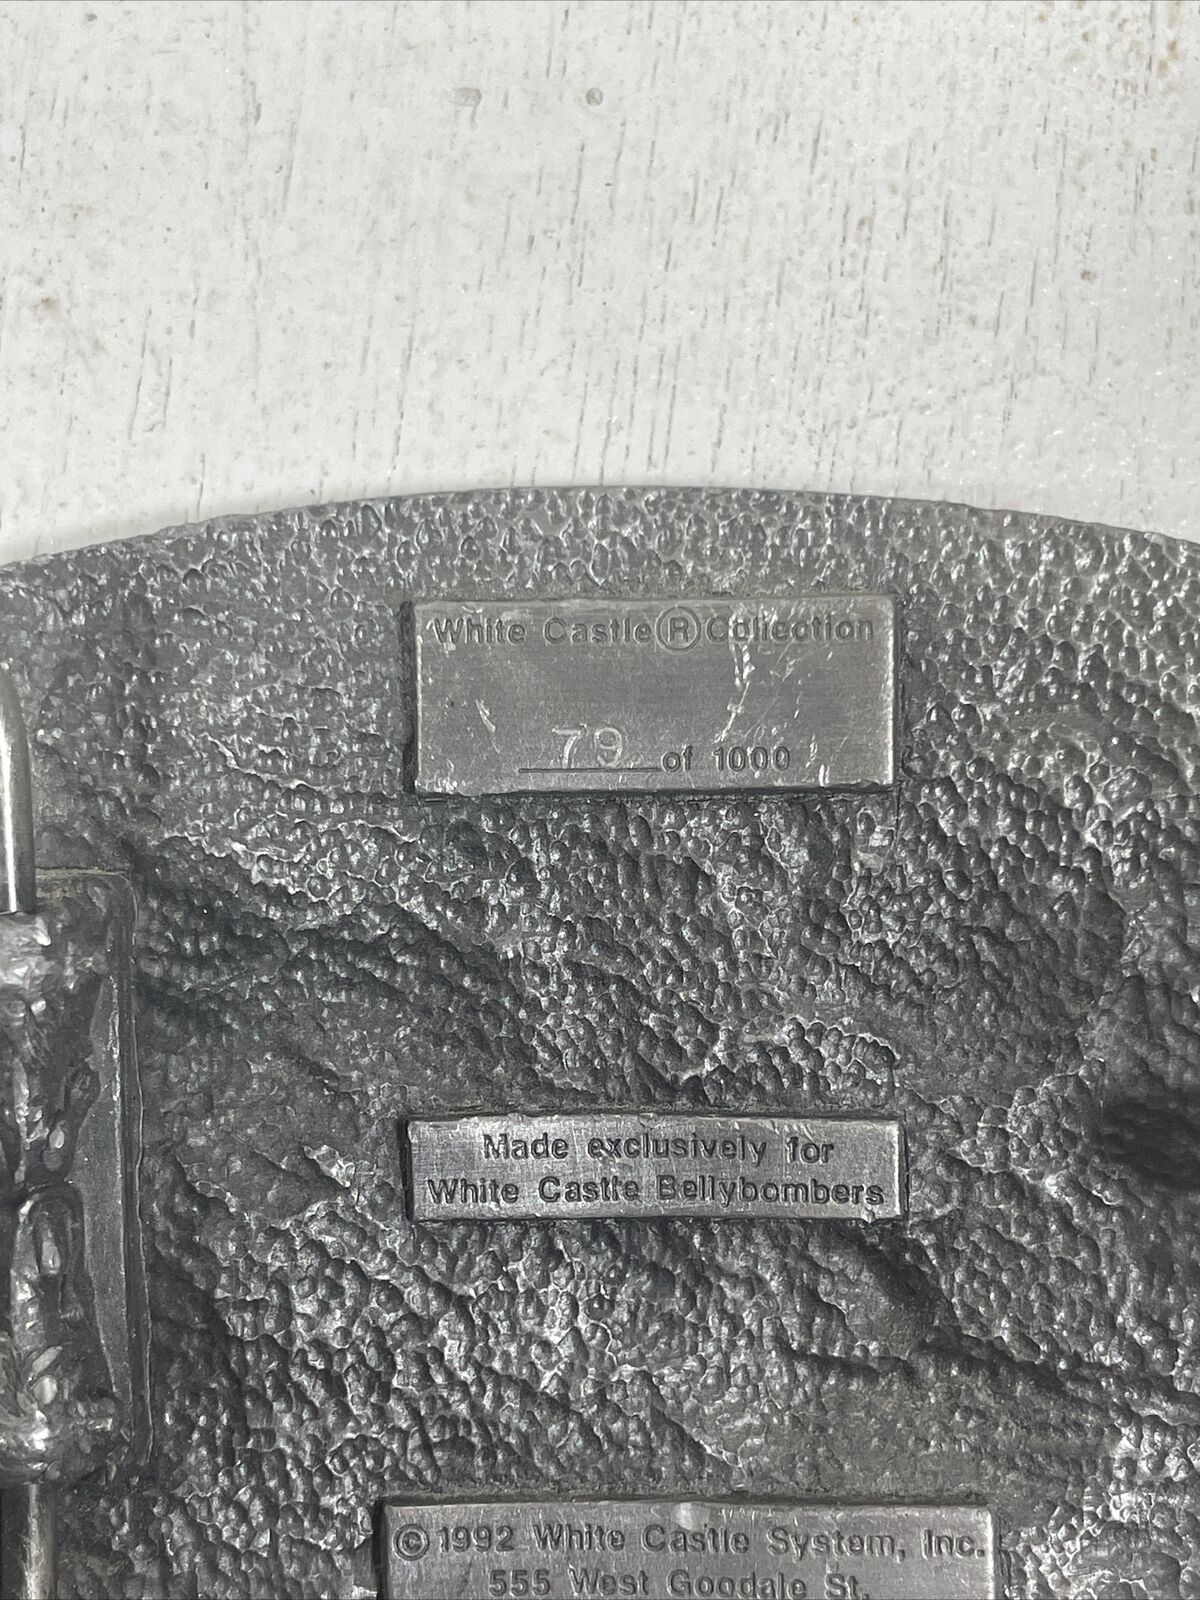 White Castle ® Collection
79 of 1000
Made exclusively for
White Castle Bellybombers
© 1992 White Castle System, Inc.
555 West Goodale St.